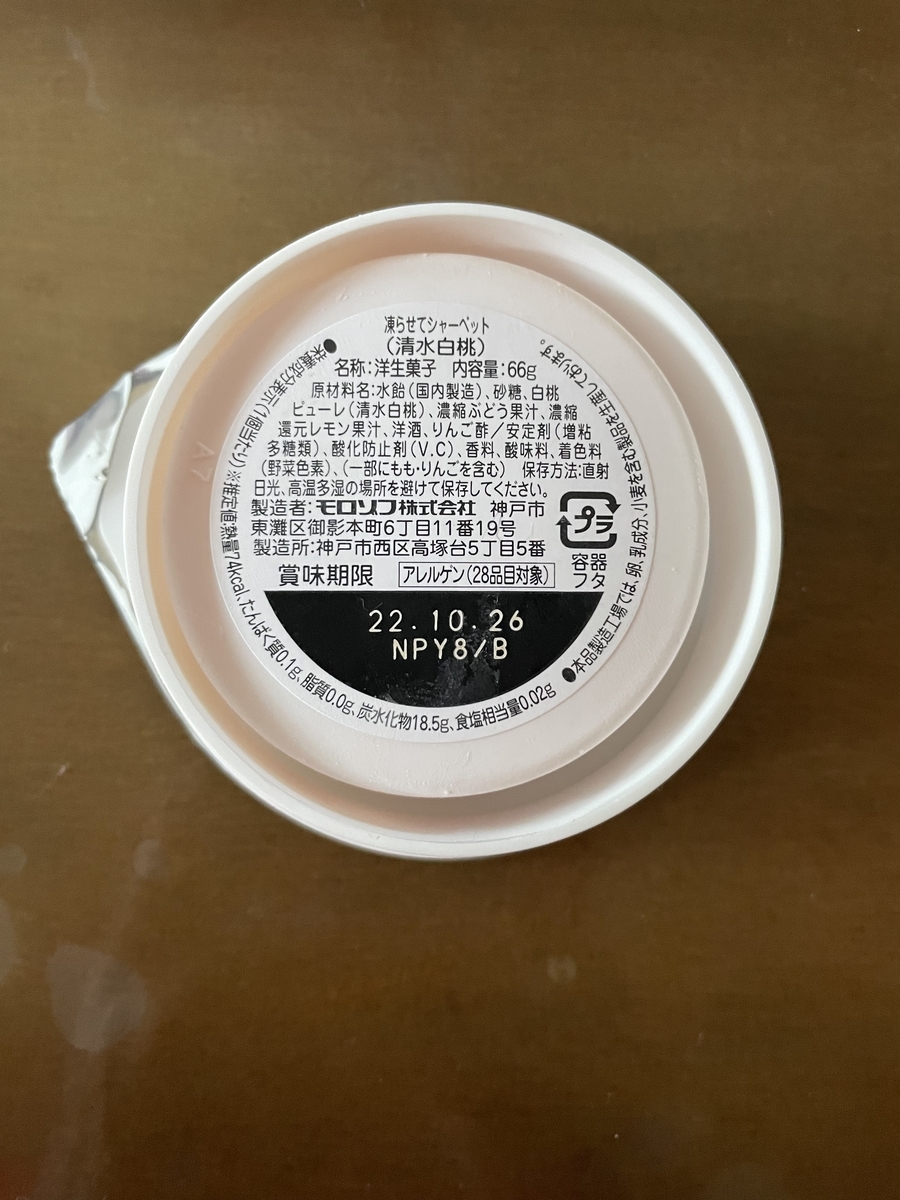 凍らせてシャーベット
（清水白桃）
名称:洋生菓子　内容量:66g
原材料名:水飴（国内製造）、砂糖、白桃
ピューレ（清水白桃）、濃縮ぶどう果汁、濃縮
還元レモン果汁、洋酒、りんご酢／安定剤（増粘
多糖類）、酸化防止剤（V.C）、香料、酸味料、着色料
（野菜色素）、（一部にもも・りんごを含む）　保存方法:直射
日光、高温多湿の場所を避けて保存してください。
製造者:モロゾフ株式会社 神戸市
東灘区御影本町6丁目11番19号
製造所:神戸市西区高塚台5丁目5番
プラ
容器
フタ
賞味期限
アレルゲン（28品目対象）
22.10.26
NPY8/B
●栄養成分表示（1個当たり）※推定値:熱量74kcal、たんぱく質0.1g、脂質0.0g、炭水化物18.5g、食塩相当量0.02g
●本品製造工場では、卵、乳成分、小麦を含む製品を生産しております。
A7